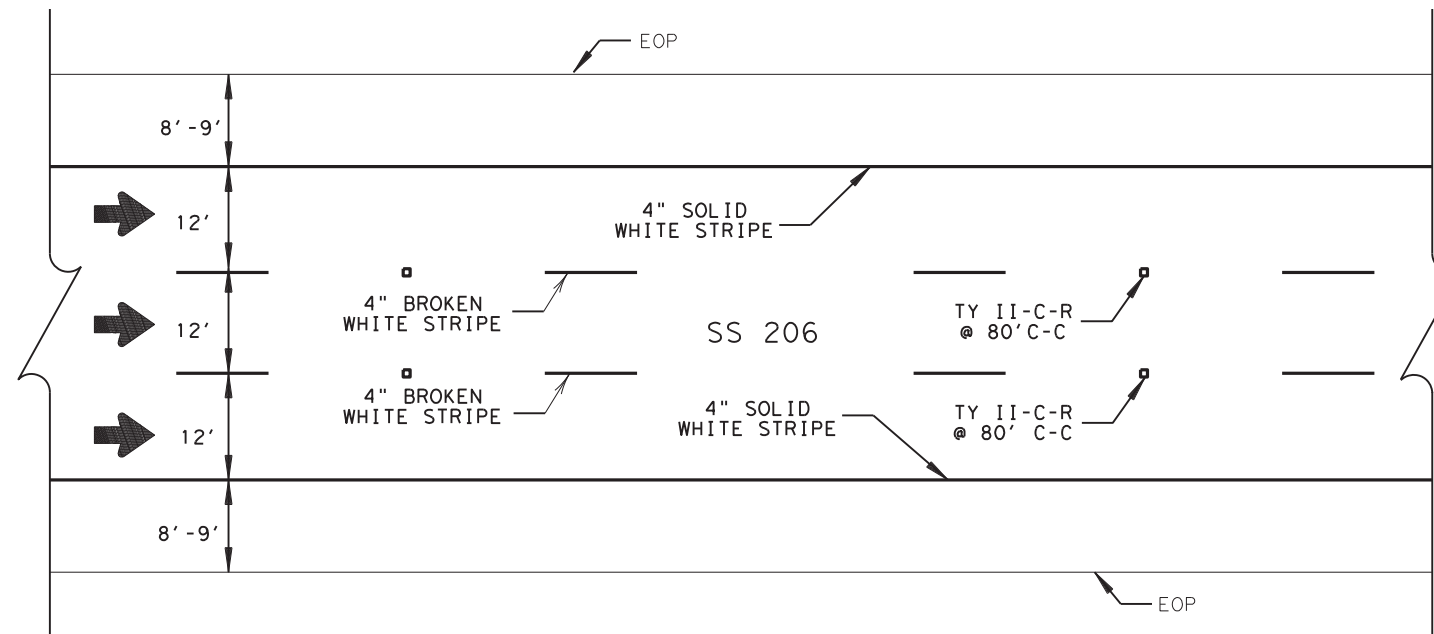 EOP
8'-9'
4" SOLID
WHITE STRIPE
12'
4" BROKEN
WHITE STRIPE
TY II-C-R
@ 80'C-C
12'
SS 206
4" BROKEN
WHITE STRIPE
4" SOLID
WHITE STRIPE
TY II-C-R
@ 80' C-C
12'
8'-9'
EOP